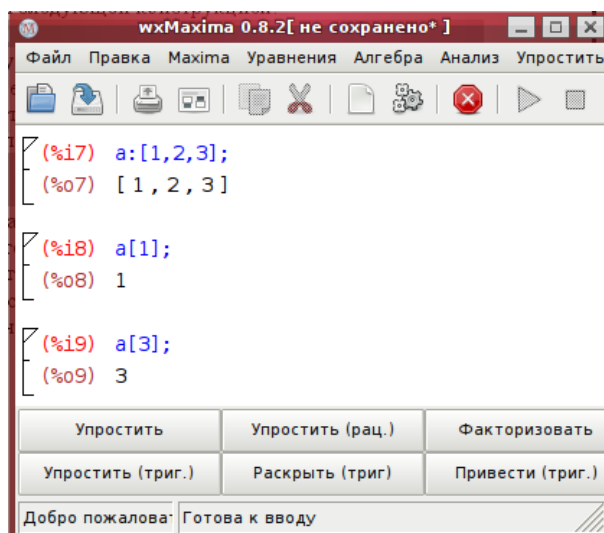 wxMaxima 0.8.2[ не сохранено* ]
Файл Правка Maxima Уравнения Алгебра Анализ Упростить
(%i7) a:[1,2,3];
(%o7) [ 1 , 2 , 3 ]
(%i8) a[1];
(%o8) 1
(%i9) a[3];
(%o9) 3
Упростить Упростить (рац.) Факторизовать
Упростить (триг.) Раскрыть (триг) Привести (триг.)
Добро пожалова Готова к вводу